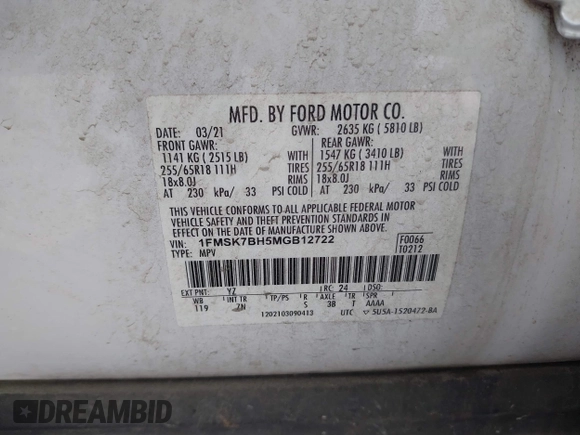 MFD. BY FORD MOTOR CO.
DATE: 03/21 GVWR: 2635 KG ( 5810 LB)
FRONT GAWR: REAR GAWR:
1141 KG ( 2515 LB) WITH 1547 KG ( 3410 LB) WITH
255/65R18 111H TIRES 255/65R18 111H TIRES
18x8.0J RIMS 18x8.0J RIMS
AT 230 kPa/ 33 PSI COLD AT 230 kPa/ 33 PSI COLD
THIS VEHICLE CONFORMS TO ALL APPLICABLE FEDERAL MOTOR
VEHICLE SAFETY AND THEFT PREVENTION STANDARDS IN
EFFECT ON THE DATE OF MANUFACTURE SHOWN ABOVE.
VIN: 1FMSK7BH5MGB12722 F0066
TYPE: MPV T0212
EXT PNT: YZ RC: 24 DSO:
WB INT TR TP/PS R AXLE TR SPR
119 7N S 3B T AAAA
1202103090413 UTC 5USA-1520472-BA
DREAMBID